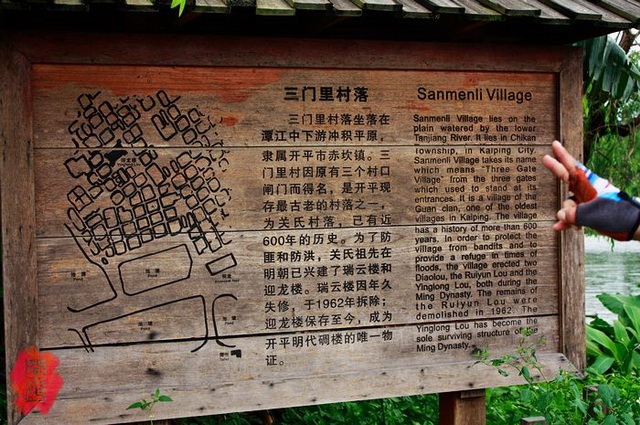 三门里村落
三门里村落坐落在
潭江中下游冲积平原，
隶属开平市赤坎镇。三
门里村因原有三个村口
闸门而得名，是开平现
存最古老的村落之一，
为关氏村落，已有近
600年的历史。为了防
匪和防洪，关氏祖先在
明朝已兴建了瑞云楼和
迎龙楼。瑞云楼因年久
失修，于1962年拆除；
迎龙楼保存至今，成为
开平明代碉楼的唯一物
证。
Sanmenli Village
Sanmenli Village lies on the
plain watered by the lower
Tanjiang River. It lies in Chikan
Township, in Kaiping City.
Sanmenli Village takes its name
which means "Three Gate
Village" from the three gates
which used to stand at its
entrances. It is a village of the
Guan clan, one of the oldest
villages in Kaiping. The village
has a history of more than 600
years. In order to protect the
village from bandits and to
provide a refuge in times of
floods, the village erected two
Diaolou, the Ruiyun Lou and the
Yinglong Lou, both during the
Ming Dynasty. The remains of
the Ruiyun Lou were
demolished in 1962. The
Yinglong Lou has become the
sole surviving structure of the
Ming Dynasty.